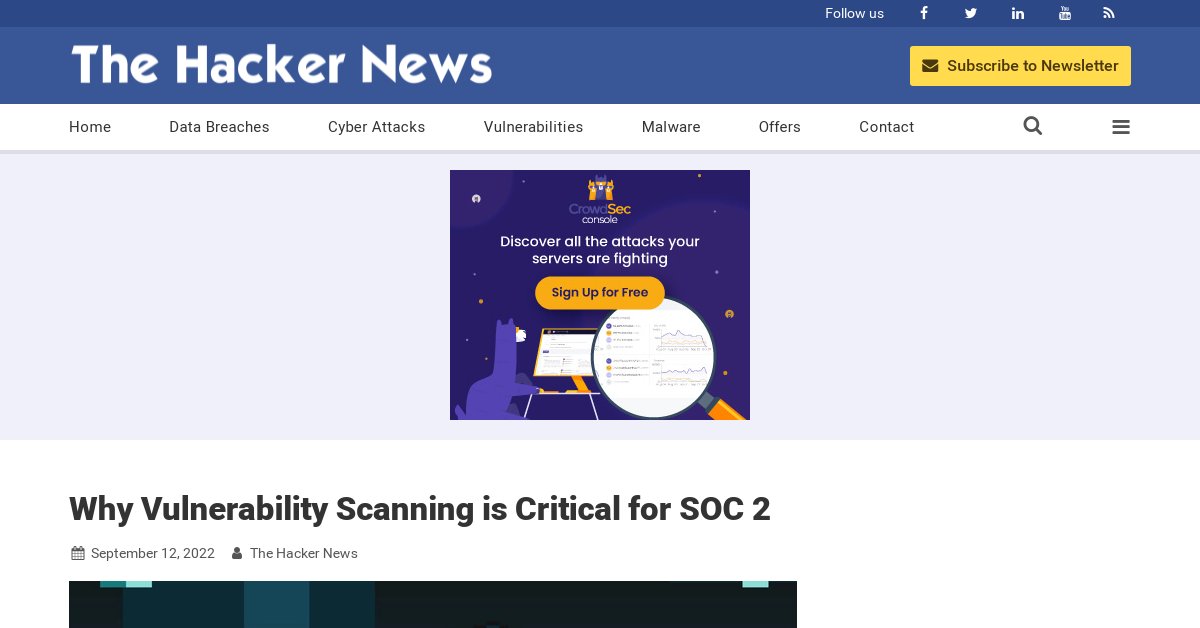 Follow us
The Hacker News
Subscribe to Newsletter
Home Data Breaches Cyber Attacks Vulnerabilities Malware Offers Contact
CrowdSec
console
Discover all the attacks your
servers are fighting
Sign Up for Free
Why Vulnerability Scanning is Critical for SOC 2
September 12, 2022 The Hacker News